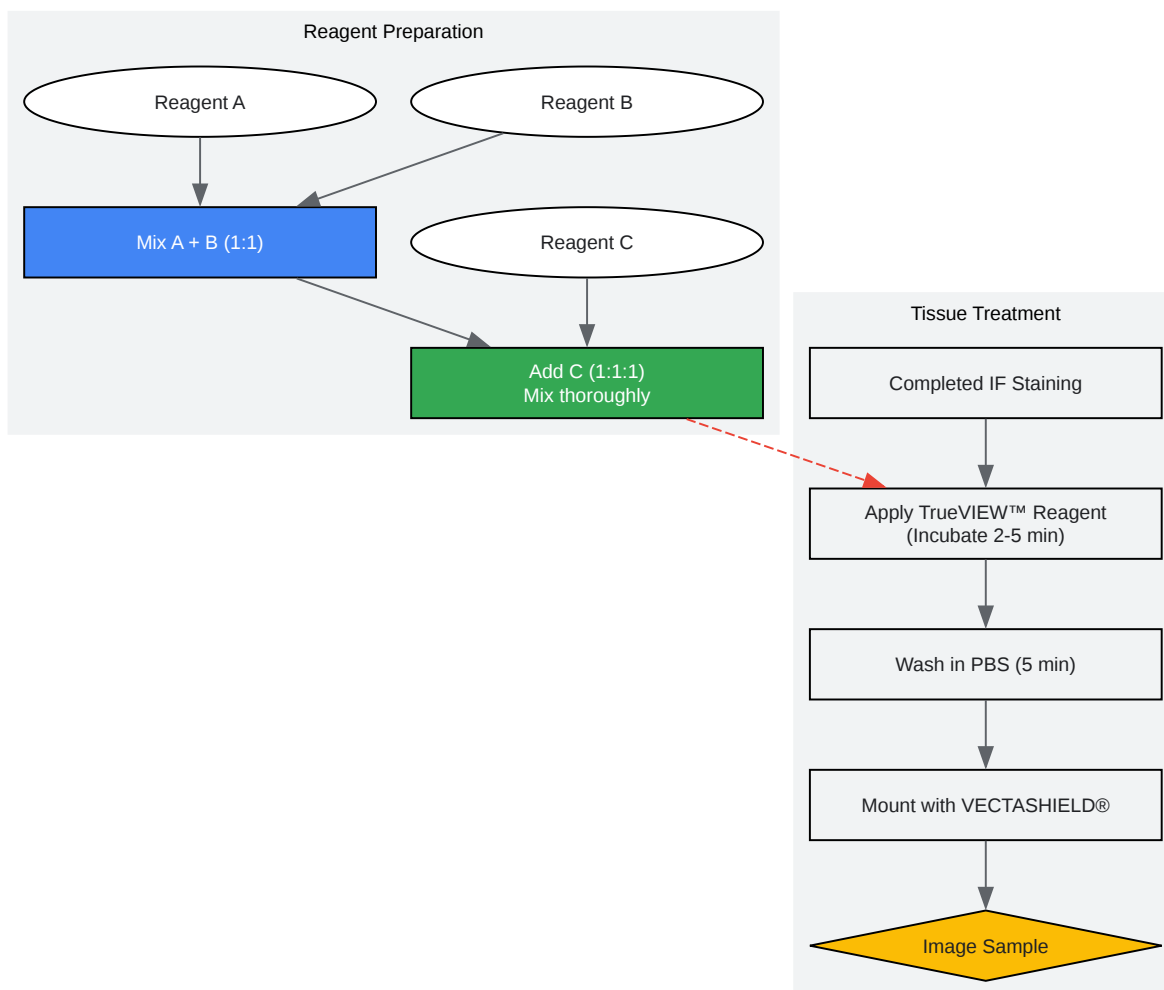 Reagent Preparation
Reagent A
Reagent B
Mix A + B (1:1)
Reagent C
Add C (1:1:1)
Mix thoroughly
Tissue Treatment
Completed IF Staining
Apply TrueVIEW™ Reagent
(Incubate 2-5 min)
Wash in PBS (5 min)
Mount with VECTASHIELD®
Image Sample